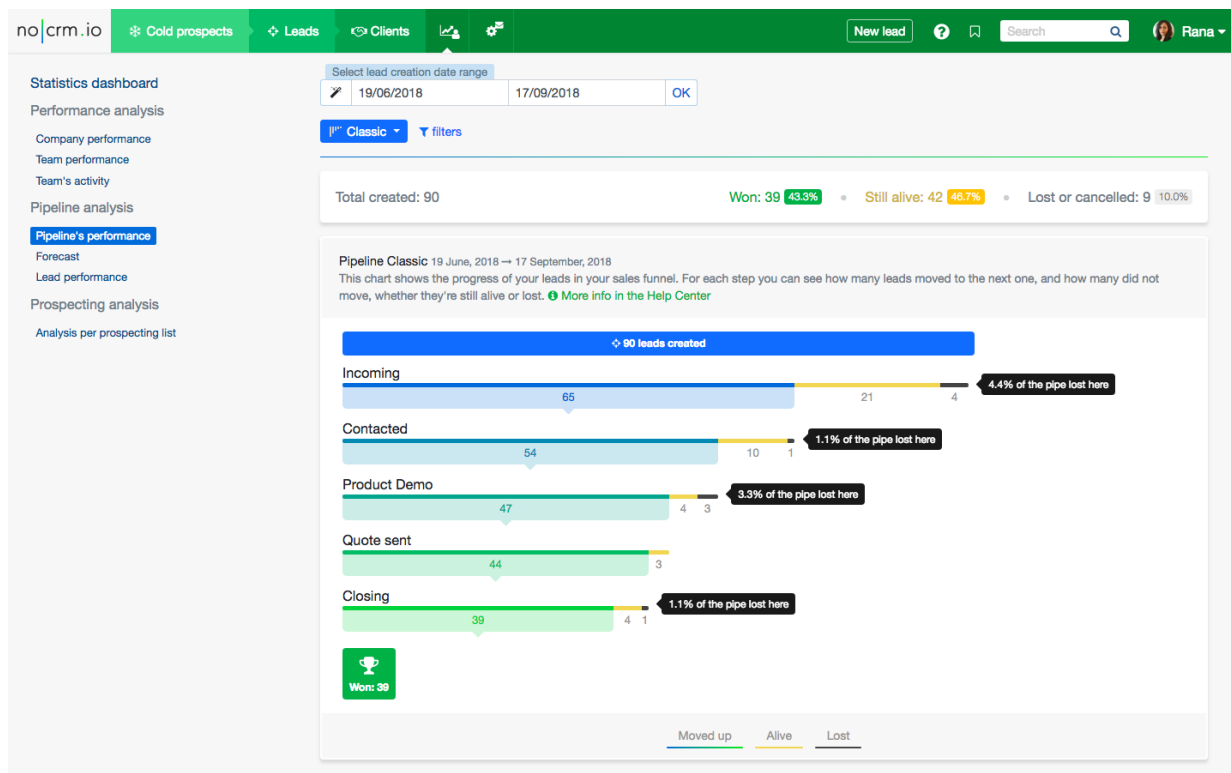 no|crm.io
Cold prospects
Leads
Clients
New lead
?
Search
Rana
Statistics dashboard
Performance analysis
Company performance
Team performance
Team's activity
Pipeline analysis
Pipeline's performance
Forecast
Lead performance
Prospecting analysis
Analysis per prospecting list
Select lead creation date range
19/06/2018
17/09/2018
OK
Classic
filters
Total created: 90
Won: 39 43.3%
Still alive: 42 46.7%
Lost or cancelled: 9 10.0%
Pipeline Classic 19 June, 2018 → 17 September, 2018
This chart shows the progress of your leads in your sales funnel. For each step you can see how many leads moved to the next one, and how many did not
move, whether they're still alive or lost. More info in the Help Center
90 leads created
Incoming
4.4% of the pipe lost here
65 21 4
Contacted
1.1% of the pipe lost here
54 10 1
Product Demo
3.3% of the pipe lost here
47 4 3
Quote sent
44 3
Closing
1.1% of the pipe lost here
39 4 1
Won: 39
Moved up Alive Lost